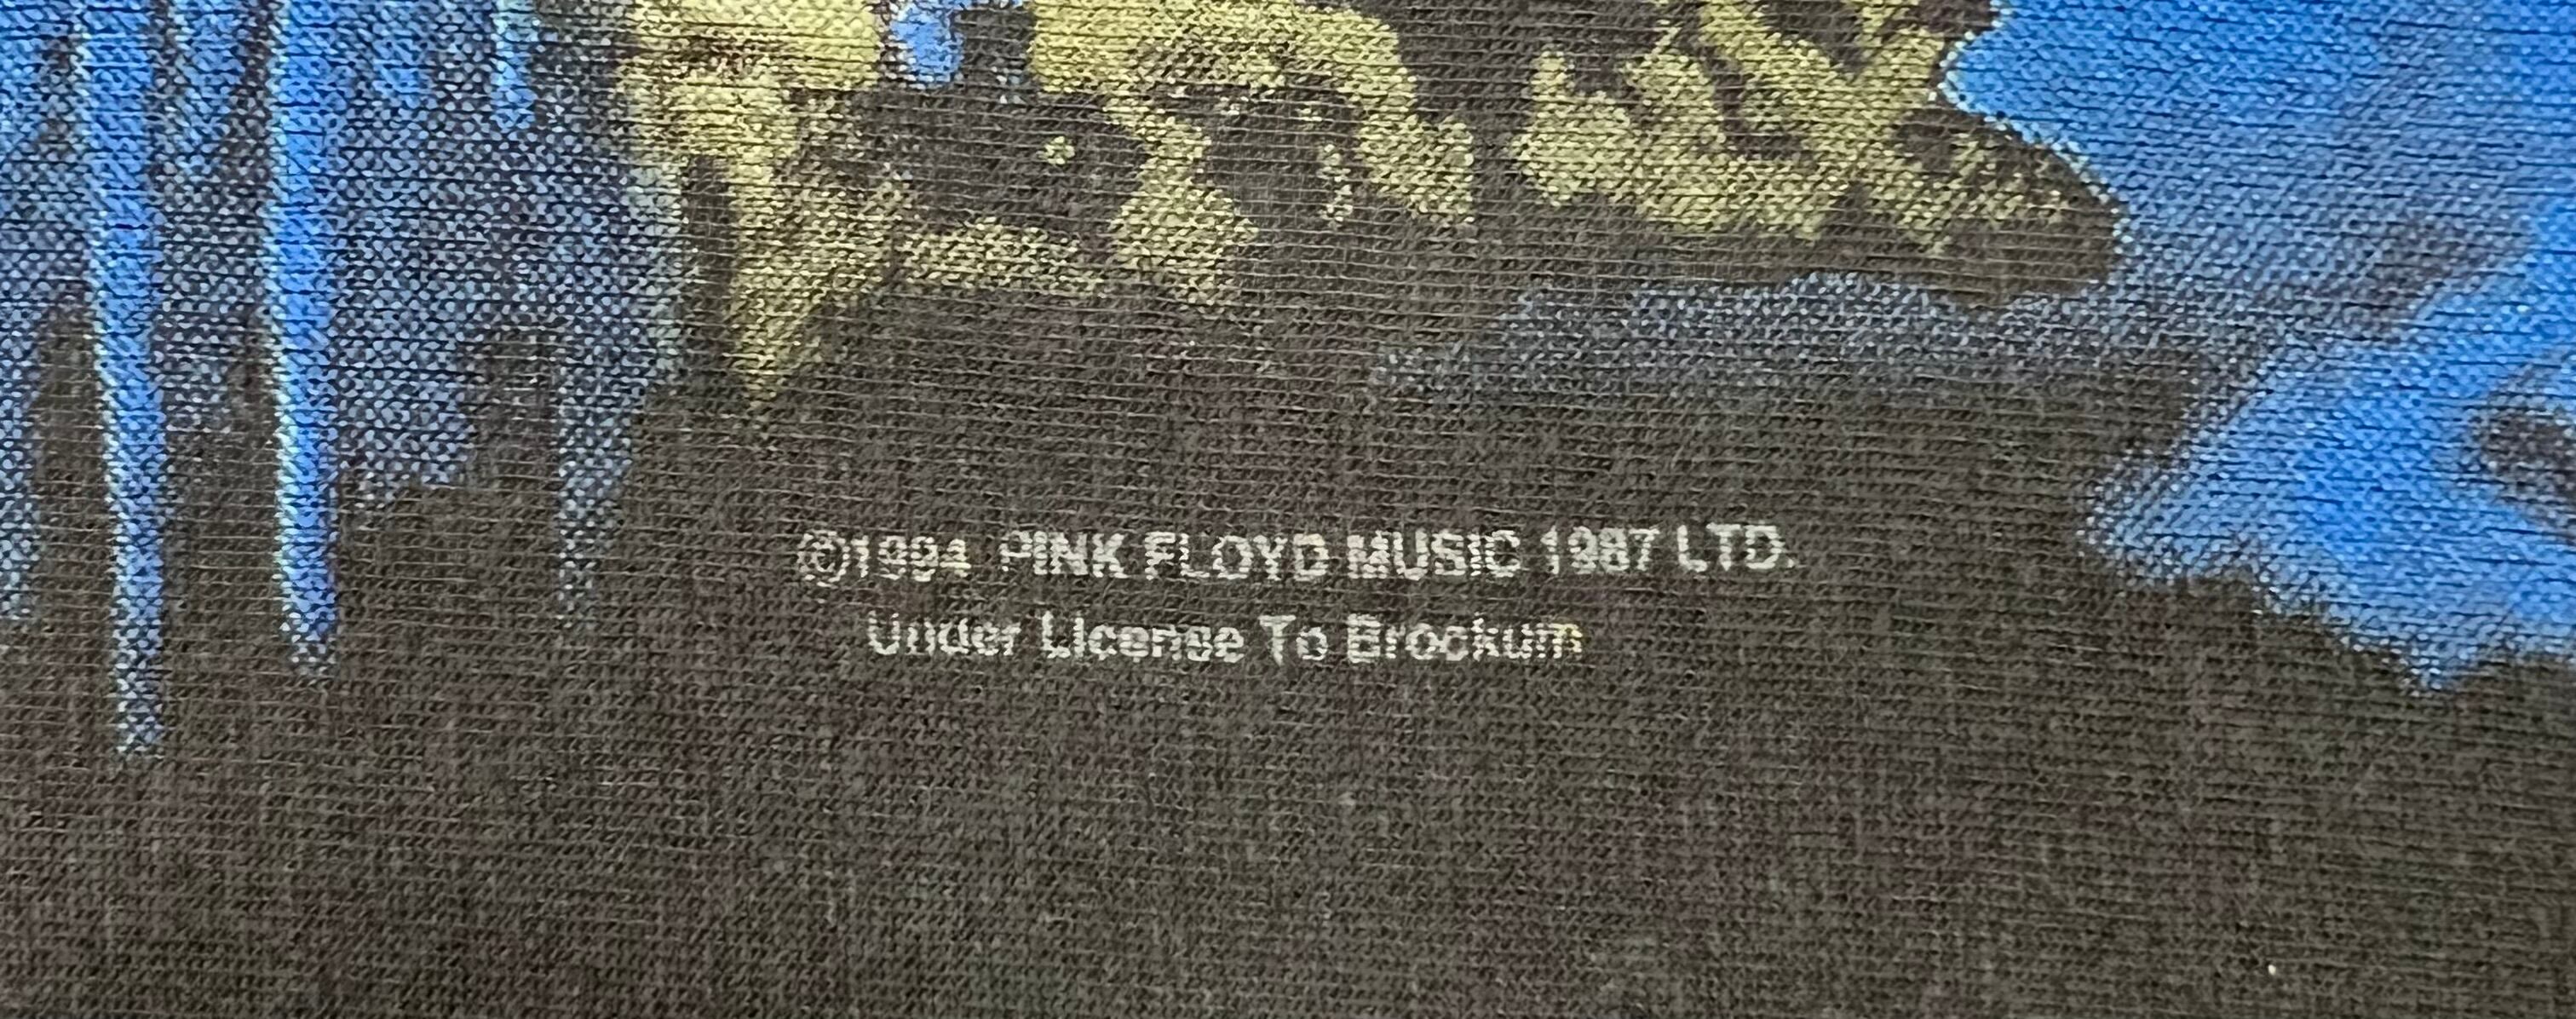 ©1994 PINK FLOYD MUSIC 1987 LTD.
Under License To Brockum